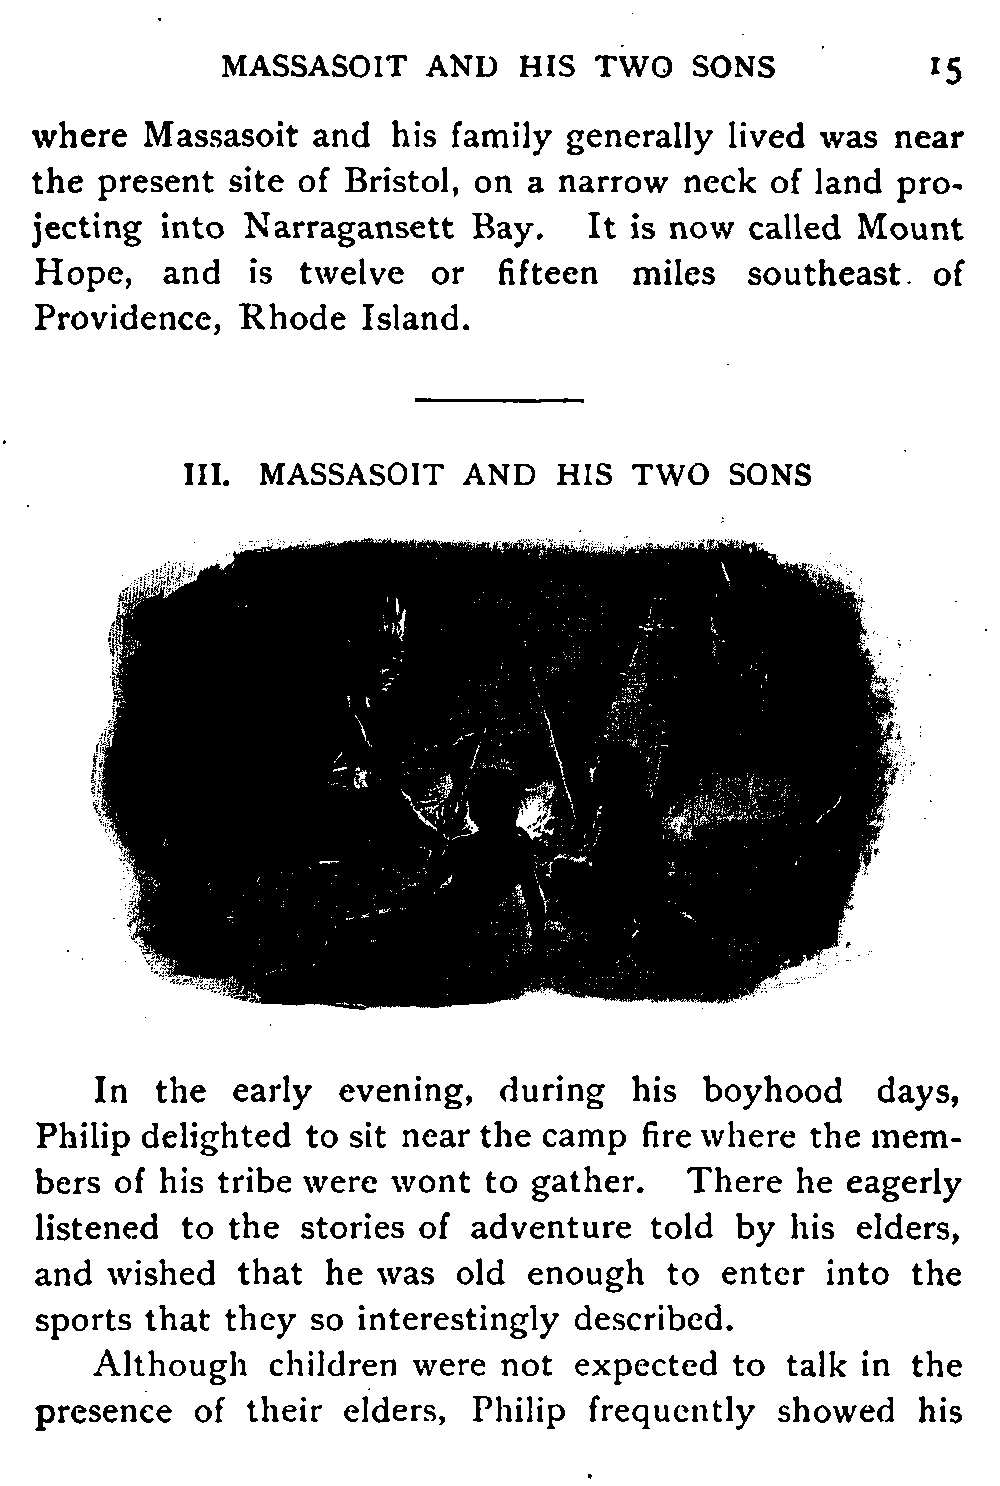 MASSASOIT AND HIS TWO SONS 15
where Massasoit and his family generally lived was near
the present site of Bristol, on a narrow neck of land pro-
jecting into Narragansett Bay. It is now called Mount
Hope, and is twelve or fifteen miles southeast of
Providence, Rhode Island.
III. MASSASOIT AND HIS TWO SONS
In the early evening, during his boyhood days,
Philip delighted to sit near the camp fire where the mem-
bers of his tribe were wont to gather. There he eagerly
listened to the stories of adventure told by his elders,
and wished that he was old enough to enter into the
sports that they so interestingly described.
Although children were not expected to talk in the
presence of their elders, Philip frequently showed his